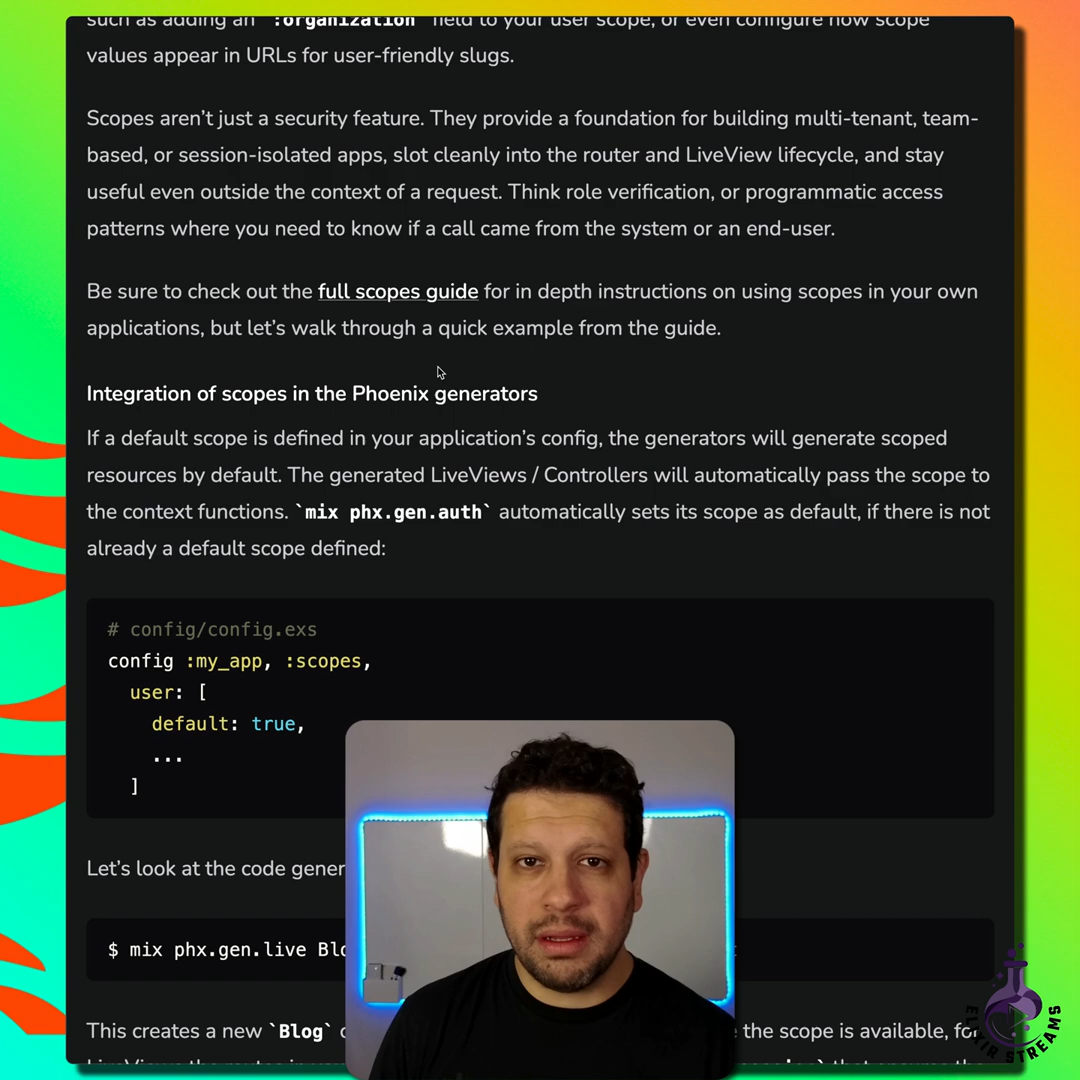 such as adding an `:organization` field to your user scope, or even configure how scope
values appear in URLs for user-friendly slugs.
Scopes aren’t just a security feature. They provide a foundation for building multi-tenant, team-
based, or session-isolated apps, slot cleanly into the router and LiveView lifecycle, and stay
useful even outside the context of a request. Think role verification, or programmatic access
patterns where you need to know if a call came from the system or an end-user.
Be sure to check out the full scopes guide for in depth instructions on using scopes in your own
applications, but let’s walk through a quick example from the guide.
Integration of scopes in the Phoenix generators
If a default scope is defined in your application’s config, the generators will generate scoped
resources by default. The generated LiveViews / Controllers will automatically pass the scope to
the context functions. `mix phx.gen.auth` automatically sets its scope as default, if there is not
already a default scope defined:
# config/config.exs
config :my_app, :scopes,
user: [
default: true,
...
]
Let’s look at the code gener
$ mix phx.gen.live Blo
This creates a new `Blog` the scope is available, for
ELIXIR STREAMS